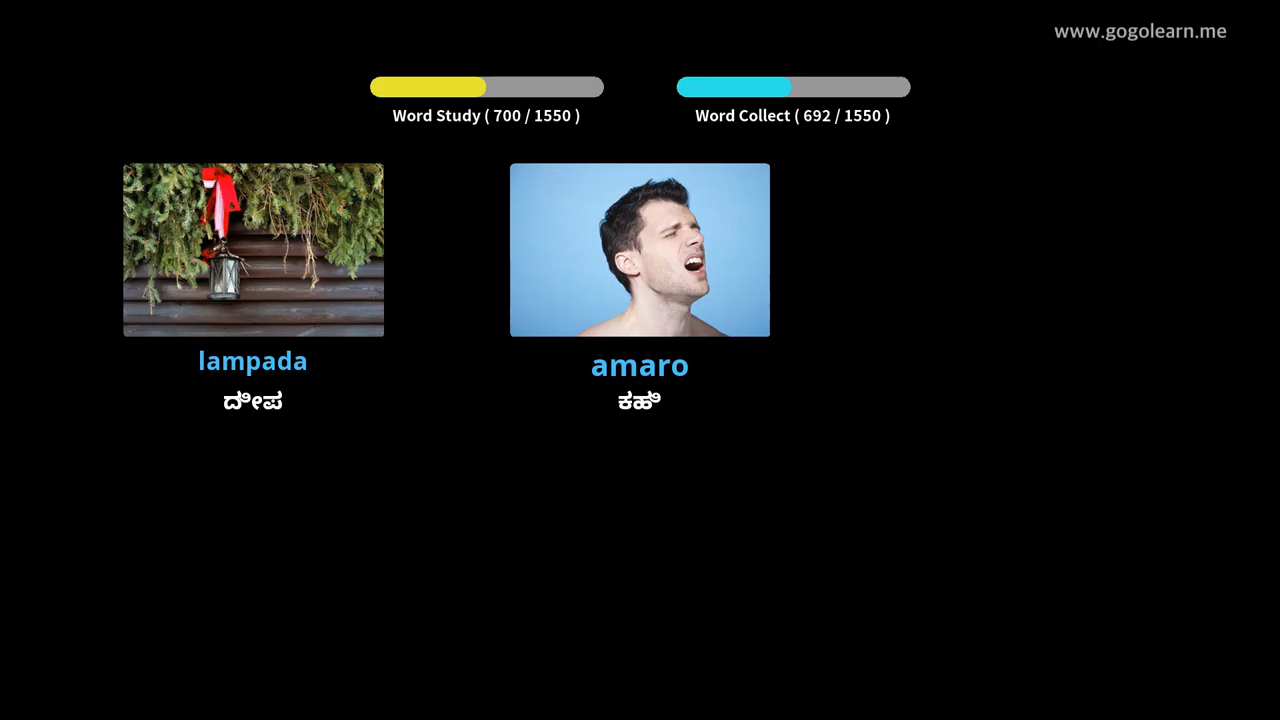 www.gogolearn.me
Word Study ( 700 / 1550 )
Word Collect ( 692 / 1550 )
lampada
ದೀಪ
amaro
ಕಹಿ